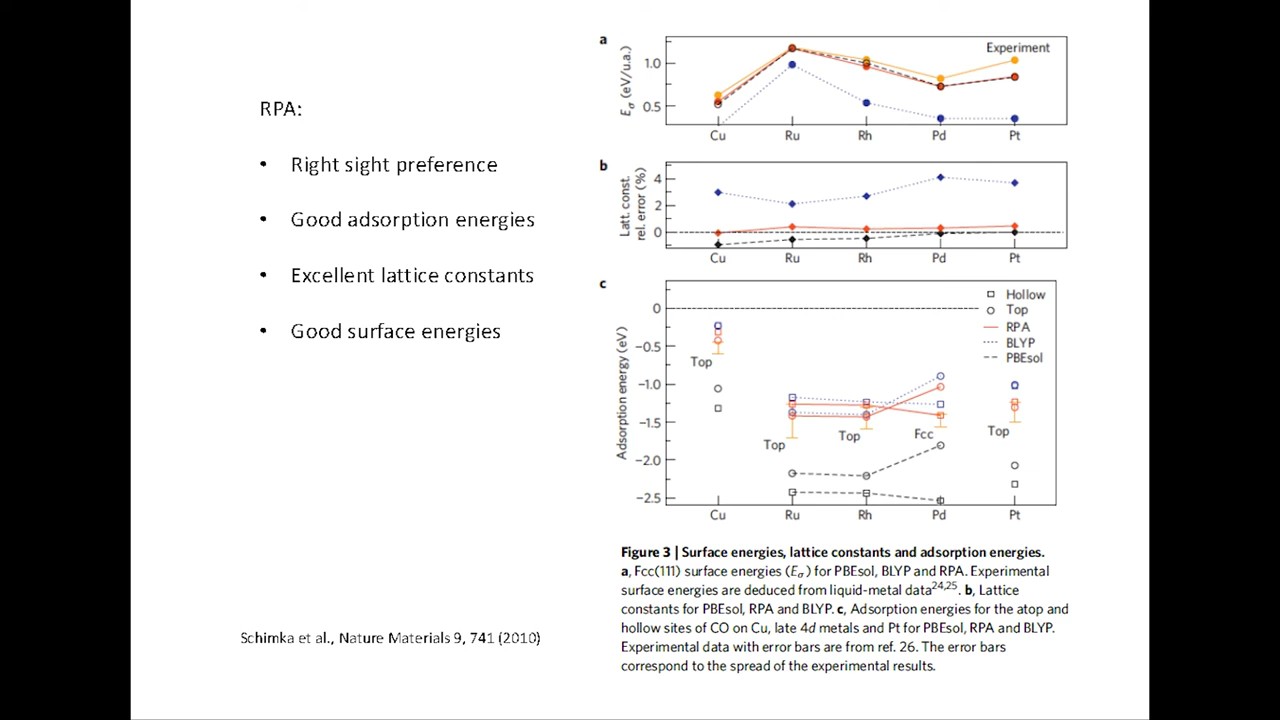 RPA:
• Right sight preference
• Good adsorption energies
• Excellent lattice constants
• Good surface energies
Schimka et al., Nature Materials 9, 741 (2010)
a
Eσ (eV/u.a.)
1.0
0.5
Experiment
Cu Ru Rh Pd Pt
b
Latt. const.
rel. error (%)
4
2
0
Cu Ru Rh Pd Pt
c
Adsorption energy (eV)
0
−0.5
−1.0
−1.5
−2.0
−2.5
Hollow
Top
RPA
BLYP
PBEsol
Top
Top
Top
Fcc
Top
Cu Ru Rh Pd Pt
Figure 3 | Surface energies, lattice constants and adsorption energies.
a, Fcc(111) surface energies (Eσ) for PBEsol, BLYP and RPA. Experimental
surface energies are deduced from liquid-metal data24,25. b, Lattice
constants for PBEsol, RPA and BLYP. c, Adsorption energies for the atop and
hollow sites of CO on Cu, late 4d metals and Pt for PBEsol, RPA and BLYP.
Experimental data with error bars are from ref. 26. The error bars
correspond to the spread of the experimental results.